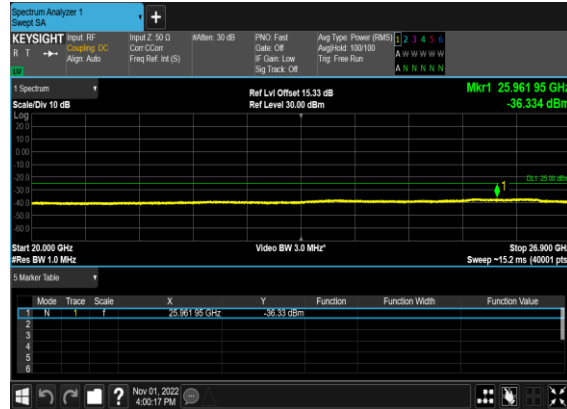 Spectrum Analyzer 1
Swept SA
+
KEYSIGHT Input: RF Input Z: 50 Ω #Atten: 30 dB PNO: Fast Avg Type: Power (RMS) 1 2 3 4 5 6
R T Coupling: DC Corr CCorr Gate: Off Avg|Hold: 100/100 A W W W W W
Align: Auto Freq Ref: Int (S) IF Gain: Low Trig: Free Run
Sig Track: Off A N N N N N
1 Spectrum Ref Lvl Offset 15.33 dB Mkr1 25.961 95 GHz
Scale/Div 10 dB Ref Level 30.00 dBm -36.334 dBm
Log
20.0
10.0
0.00
-10.0
-20.0
DL1 -25.00 dBm
1
-30.0
-40.0
-50.0
-60.0
Start 20.000 GHz Video BW 3.0 MHz* Stop 26.900 GHz
#Res BW 1.0 MHz Sweep ~15.2 ms (40001 pts)
5 Marker Table
Mode Trace Scale X Y Function Function Width Function Value
1 N 1 f 25.961 95 GHz -36.33 dBm
2
3
4
5
6
? Nov 01, 2022
4:00:17 PM